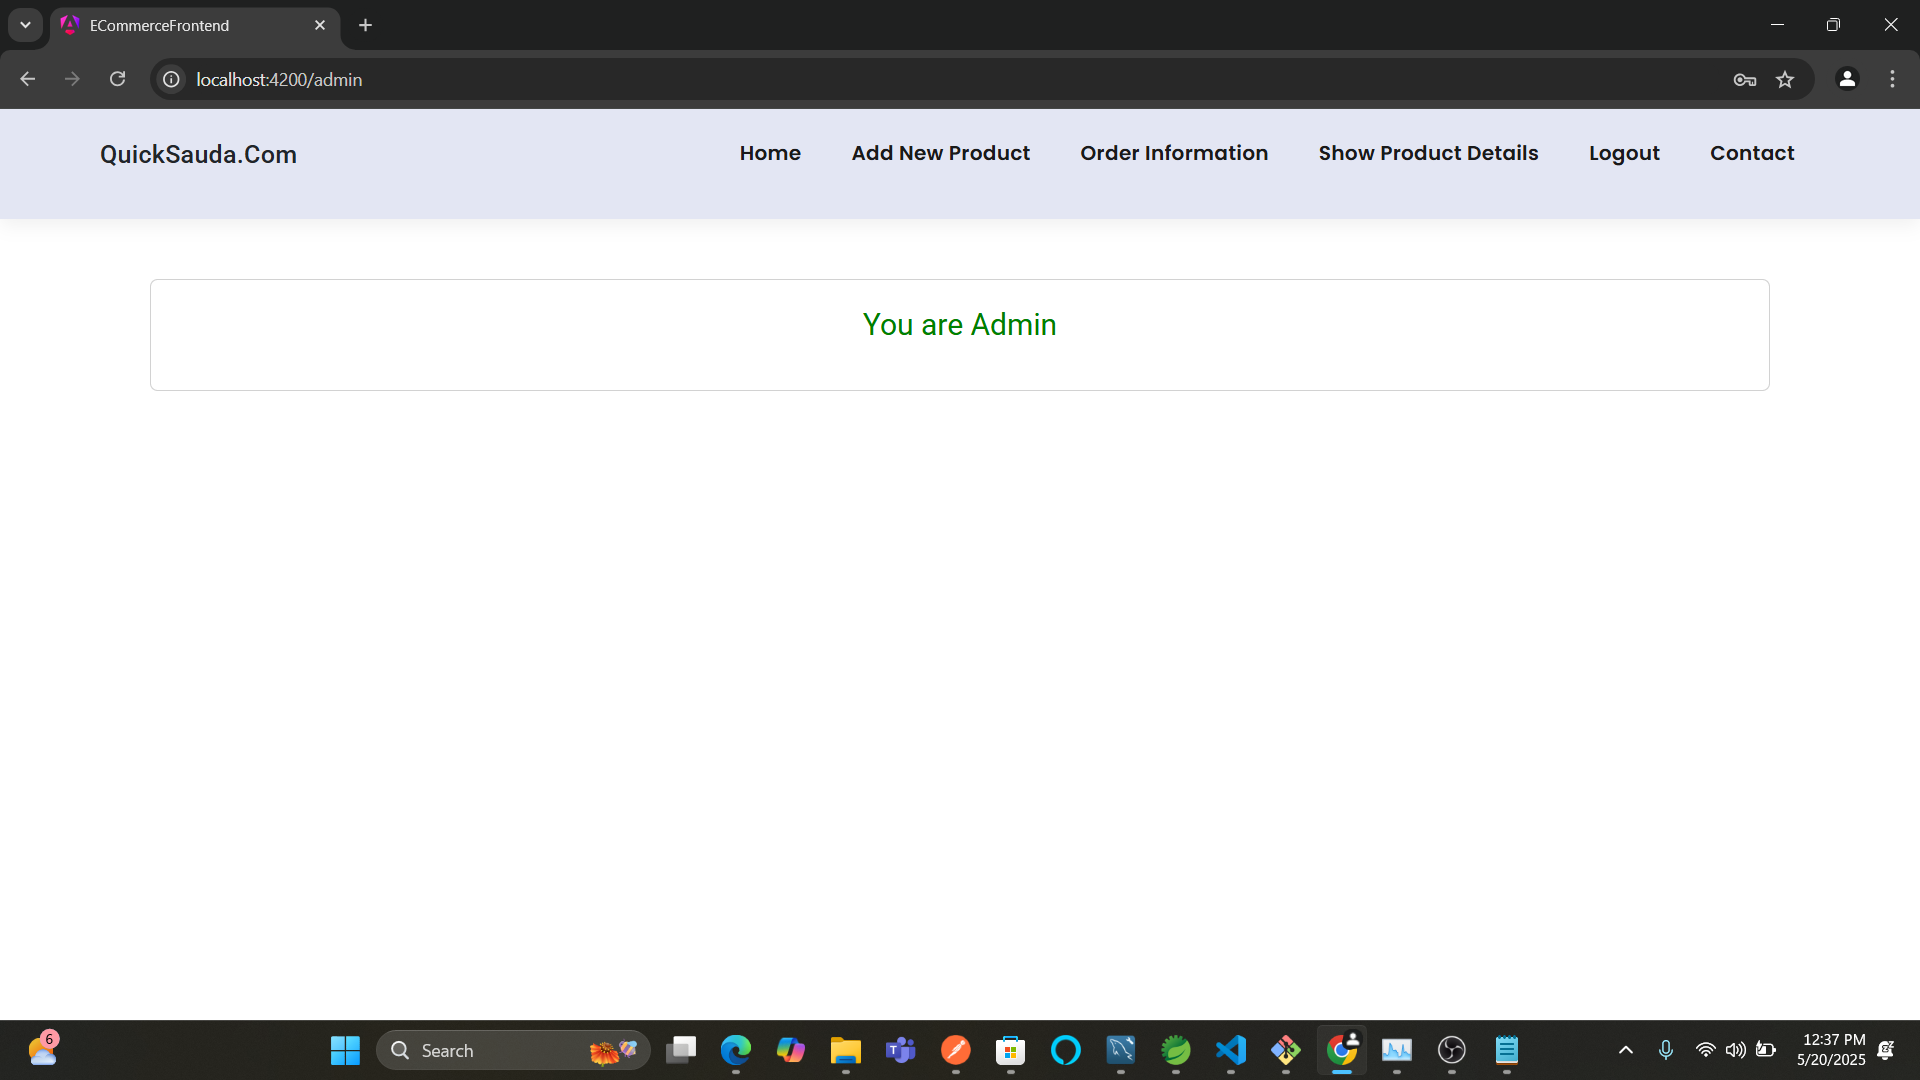 ECommerceFrontend
localhost:4200/admin
QuickSauda.Com
Home
Add New Product
Order Information
Show Product Details
Logout
Contact
You are Admin
6
Search
12:37 PM
5/20/2025